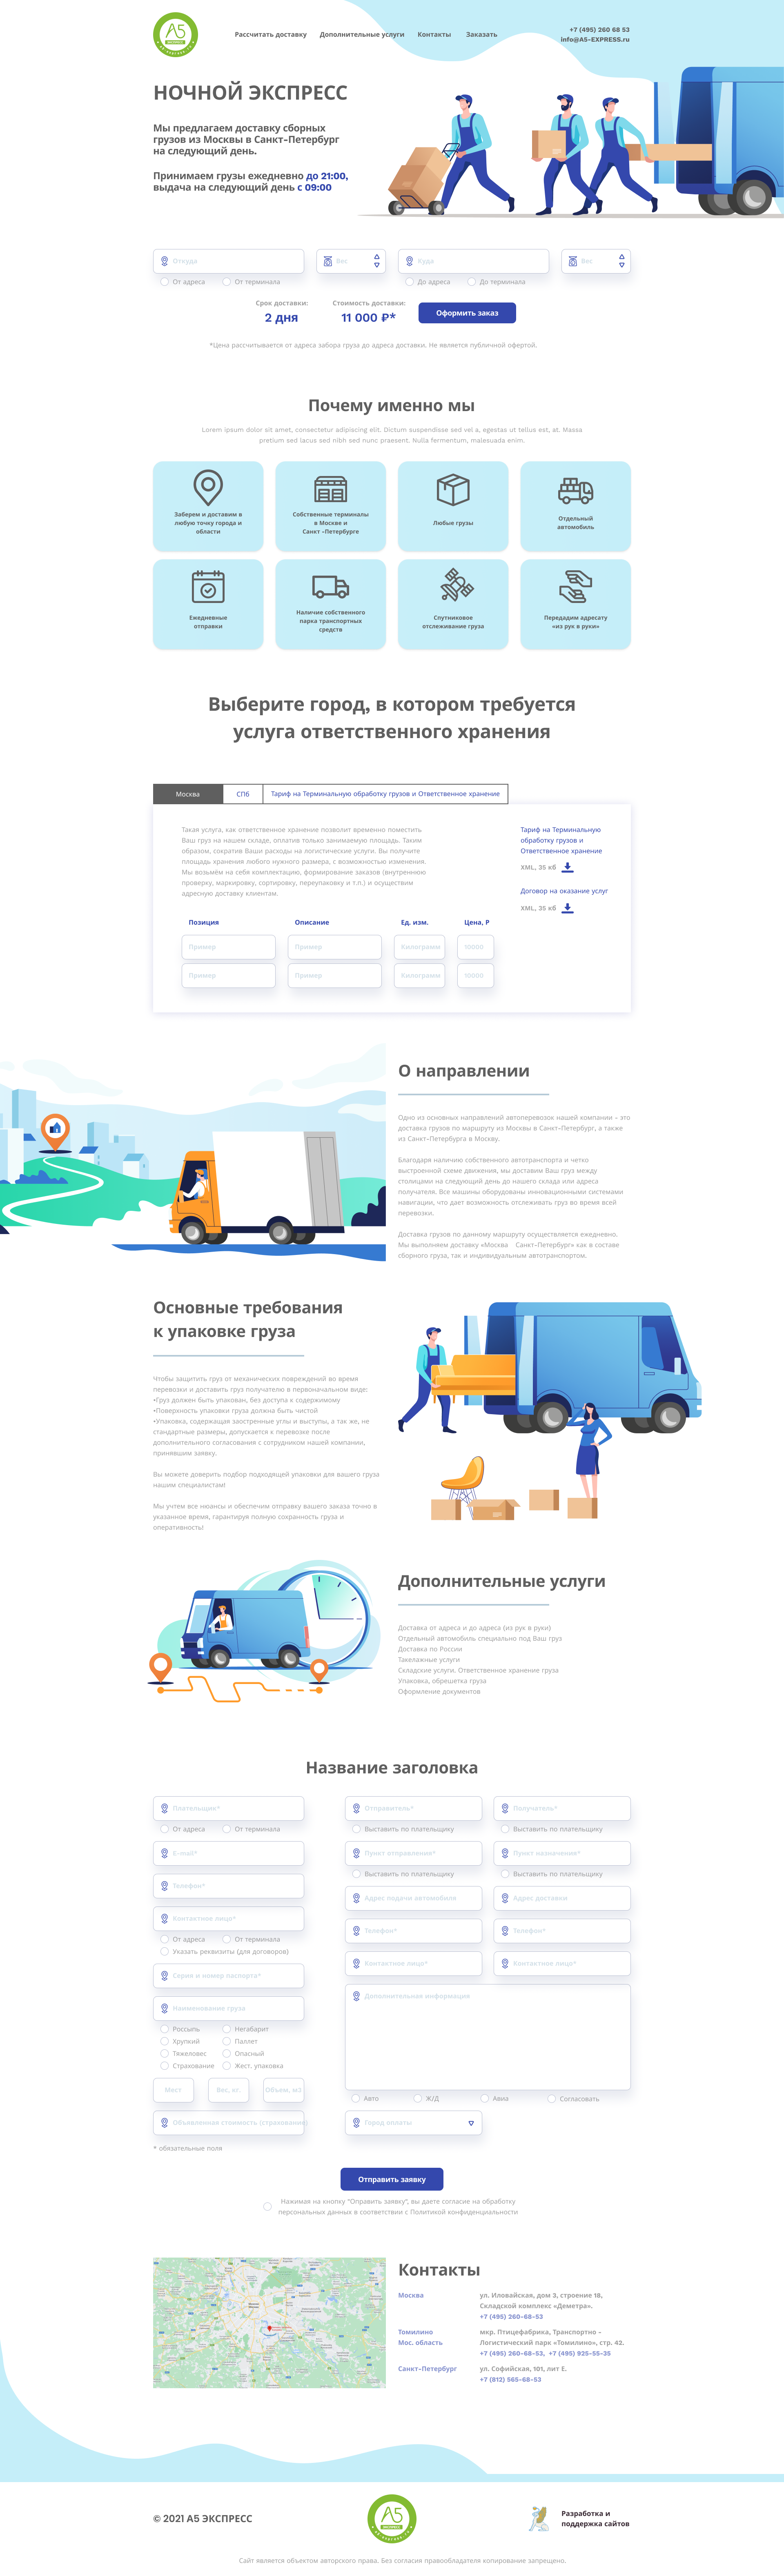 А5
ЭКСПРЕСС
Рассчитать доставку
Дополнительные услуги
Контакты
Заказать
+7 (495) 260 68 53
info@A5-EXPRESS.ru
НОЧНОЙ ЭКСПРЕСС
Мы предлагаем доставку сборных
грузов из Москвы в Санкт-Петербург
на следующий день.
Принимаем грузы ежедневно до 21:00,
выдача на следующий день с 09:00
Откуда
Вес
Куда
Вес
От адреса
От терминала
До адреса
До терминала
Срок доставки:
2 дня
Стоимость доставки:
11 000 ₽*
Оформить заказ
*Цена рассчитывается от адреса забора груза до адреса доставки. Не является публичной офертой.
Почему именно мы
Lorem ipsum dolor sit amet, consectetur adipiscing elit. Dictum suspendisse sed vel a, egestas ut tellus est, at. Massa
pretium sed lacus sed nibh sed nunc praesent. Nulla fermentum, malesuada enim.
Заберем и доставим в
любую точку города и
области
Собственные терминалы
в Москве и
Санкт -Петербурге
Любые грузы
Отдельный
автомобиль
Ежедневные
отправки
Наличие собственного
парка транспортных
средств
Спутниковое
отслеживание груза
Передадим адресату
«из рук в руки»
Выберите город, в котором требуется
услуга ответственного хранения
Москва
СПб
Тариф на Терминальную обработку грузов и Ответственное хранение
Такая услуга, как ответственное хранение позволит временно поместить
Ваш груз на нашем складе, оплатив только занимаемую площадь. Таким
образом, сократив Ваши расходы на логистические услуги. Вы получите
площадь хранения любого нужного размера, с возможностью изменения.
Мы возьмём на себя комплектацию, формирование заказов (внутреннюю
проверку, маркировку, сортировку, переупаковку и т.п.) и осуществим
адресную доставку клиентам.
Тариф на Терминальную
обработку грузов и
Ответственное хранение
XML, 35 кб
Договор на оказание услуг
XML, 35 кб
Позиция
Описание
Ед. изм.
Цена, Р
Пример
Пример
Килограмм
10000
Пример
Пример
Килограмм
10000
О направлении
Одно из основных направлений автоперевозок нашей компании - это
доставка грузов по маршруту из Москвы в Санкт-Петербург, а также
из Санкт-Петербурга в Москву.
Благодаря наличию собственного автотранспорта и четко
выстроенной схеме движения, мы доставим Ваш груз между
столицами на следующий день до нашего склада или адреса
получателя. Все машины оборудованы инновационными системами
навигации, что дает возможность отслеживать груз во время всей
перевозки.
Доставка грузов по данному маршруту осуществляется ежедневно.
Мы выполняем доставку «Москва Санкт-Петербург» как в составе
сборного груза, так и индивидуальным автотранспортом.
Основные требования
к упаковке груза
Чтобы защитить груз от механических повреждений во время
перевозки и доставить груз получателю в первоначальном виде:
•Груз должен быть упакован, без доступа к содержимому
•Поверхность упаковки груза должна быть чистой
•Упаковка, содержащая заостренные углы и выступы, а так же, не
стандартные размеры, допускается к перевозке после
дополнительного согласования с сотрудником нашей компании,
принявшим заявку.
Вы можете доверить подбор подходящей упаковки для вашего груза
нашим специалистам!
Мы учтем все нюансы и обеспечим отправку вашего заказа точно в
указанное время, гарантируя полную сохранность груза и
оперативность!
Дополнительные услуги
Доставка от адреса и до адреса (из рук в руки)
Отдельный автомобиль специально под Ваш груз
Доставка по России
Такелажные услуги
Складские услуги. Ответственное хранение груза
Упаковка, обрешетка груза
Оформление документов
Название заголовка
Плательщик*
Отправитель*
Получатель*
От адреса
От терминала
Выставить по плательщику
Выставить по плательщику
E-mail*
Пункт отправления*
Пункт назначения*
Выставить по плательщику
Выставить по плательщику
Телефон*
Адрес подачи автомобиля
Адрес доставки
Контактное лицо*
Телефон*
Телефон*
От адреса
От терминала
Указать реквизиты (для договоров)
Контактное лицо*
Контактное лицо*
Серия и номер паспорта*
Дополнительная информация
Наименование груза
Россыпь
Негабарит
Хрупкий
Паллет
Тяжеловес
Опасный
Страхование
Жест. упаковка
Мест
Вес, кг.
Объем, м3
Авто
Ж/Д
Авиа
Согласовать
Объявленная стоимость (страхование)
Город оплаты
* обязательные поля
Отправить заявку
Нажимая на кнопку "Оправить заявку", вы даете согласие на обработку
персональных данных в соответствии с Политикой конфиденциальности
Контакты
Москва
ул. Иловайская, дом 3, строение 18,
Складской комплекс «Деметра».
+7 (495) 260-68-53
Томилино
Мос. область
мкр. Птицефабрика, Транспортно -
Логистический парк «Томилино», стр. 42.
+7 (495) 260-68-53, +7 (495) 925-55-35
Санкт-Петербург
ул. Софийская, 101, лит Е.
+7 (812) 565-68-53
© 2021 А5 ЭКСПРЕСС
А5
ЭКСПРЕСС
Разработка и
поддержка сайтов
Сайт является объектом авторского права. Без согласия правообладателя копирование запрещено.